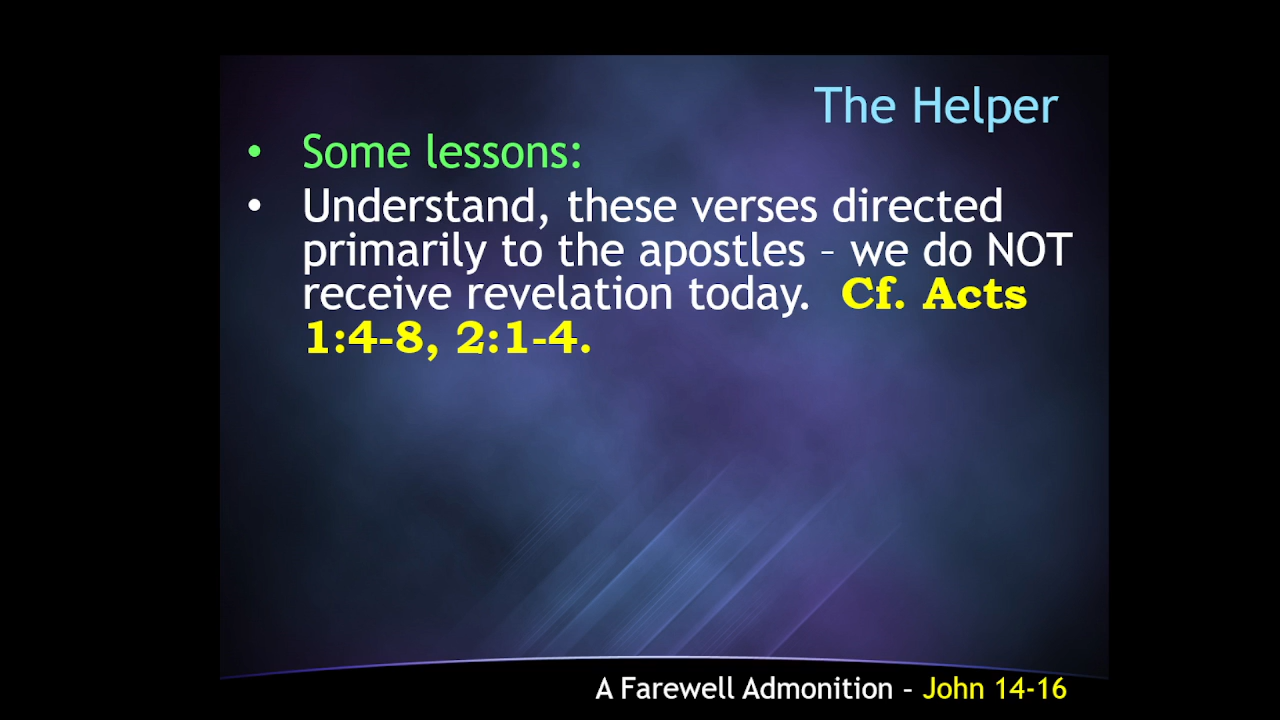 The Helper
• Some lessons:
• Understand, these verses directed
primarily to the apostles – we do NOT
receive revelation today. Cf. Acts
1:4-8, 2:1-4.
A Farewell Admonition – John 14-16